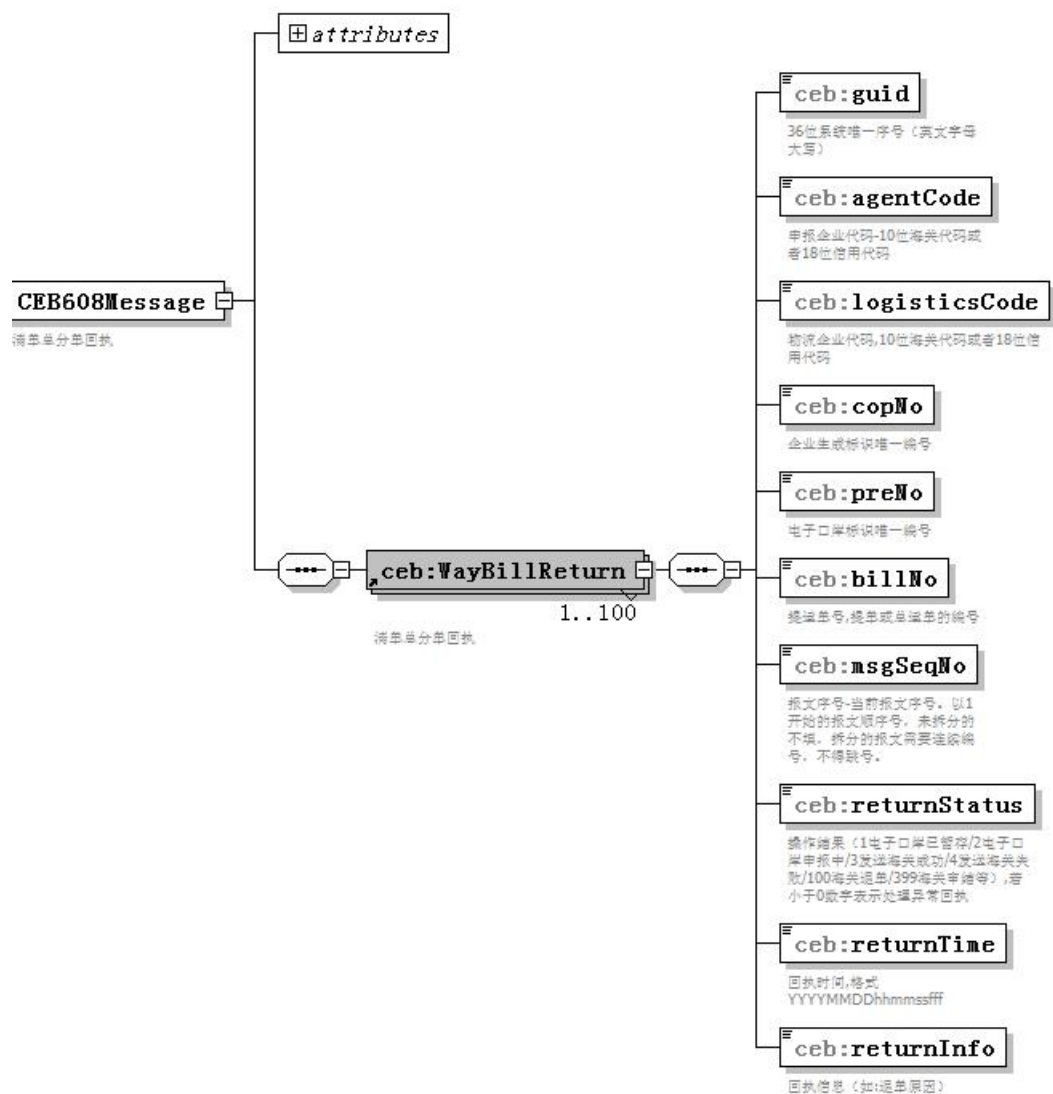 attributes
ceb:guid
36位系统唯一序号（英文字母
大写）
ceb:agentCode
申报企业代码-10位海关代码或
者18位信用代码
CEB608Message
清单总分单回执
ceb:logisticsCode
物流企业代码,10位海关代码或者18位信
用代码
ceb:copNo
企业生成标识唯一编号
ceb:preNo
电子口岸标识唯一编号
ceb:WayBillReturn
1..100
清单总分单回执
ceb:billNo
提运单号,提单或总运单的编号
ceb:msgSeqNo
报文序号-当前报文序号。以1
开始的报文顺序号，未拆分的
不填，拆分的报文需要连续编
号，不得跳号。
ceb:returnStatus
操作结果（1电子口岸已暂存/2电子口
岸申报中/3发送海关成功/4发送海关失
败/100海关退单/399海关审结等）,若
小于0数字表示处理异常回执
ceb:returnTime
回执时间,格式
YYYYMMDDhhmmssfff
ceb:returnInfo
回执信息（如:退单原因）